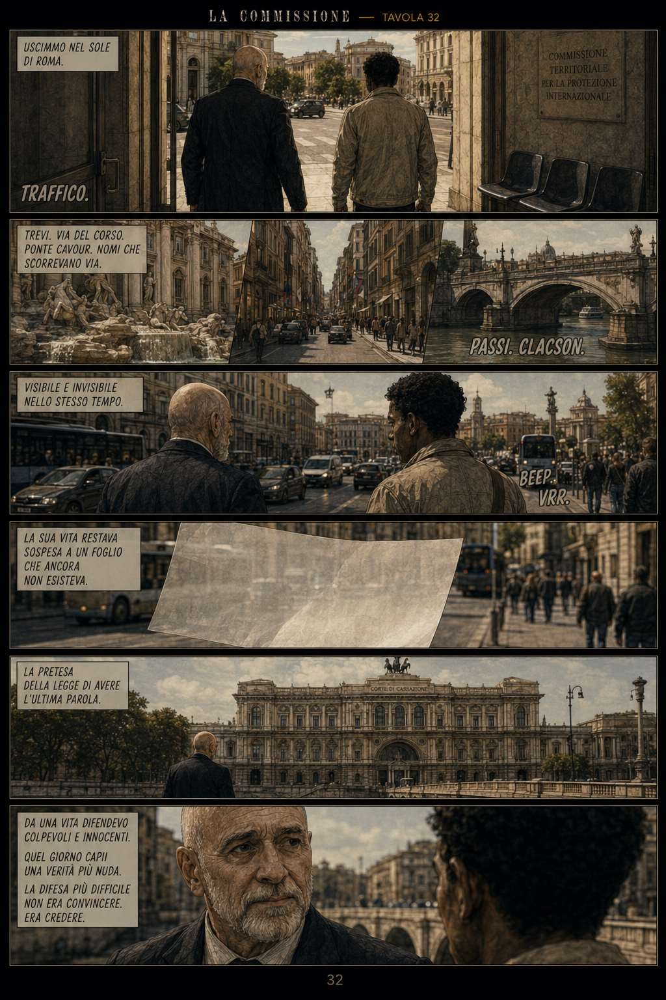 LA COMMISSIONE — TAVOLA 32
USCIMMO NEL SOLE
DI ROMA.
COMMISSIONE
TERRITORIALE
PER LA PROTEZIONE
INTERNAZIONALE
TRAFFICO.
TREVI. VIA DEL CORSO.
PONTE CAVOUR. NOMI CHE
SCORREVANO VIA.
PASSI. CLACSON.
VISIBILE E INVISIBILE
NELLO STESSO TEMPO.
BEEP.
VRR.
LA SUA VITA RESTAVA
SOSPESA A UN FOGLIO
CHE ANCORA
NON ESISTEVA.
LA PRETESA
DELLA LEGGE DI AVERE
L'ULTIMA PAROLA.
CORTE DI CASSAZIONE
DA UNA VITA DIFENDEVO
COLPEVOLI E INNOCENTI.
QUEL GIORNO CAPII
UNA VERITÀ PIÙ NUDA.
LA DIFESA PIÙ DIFFICILE
NON ERA CONVINCERE.
ERA CREDERE.
32